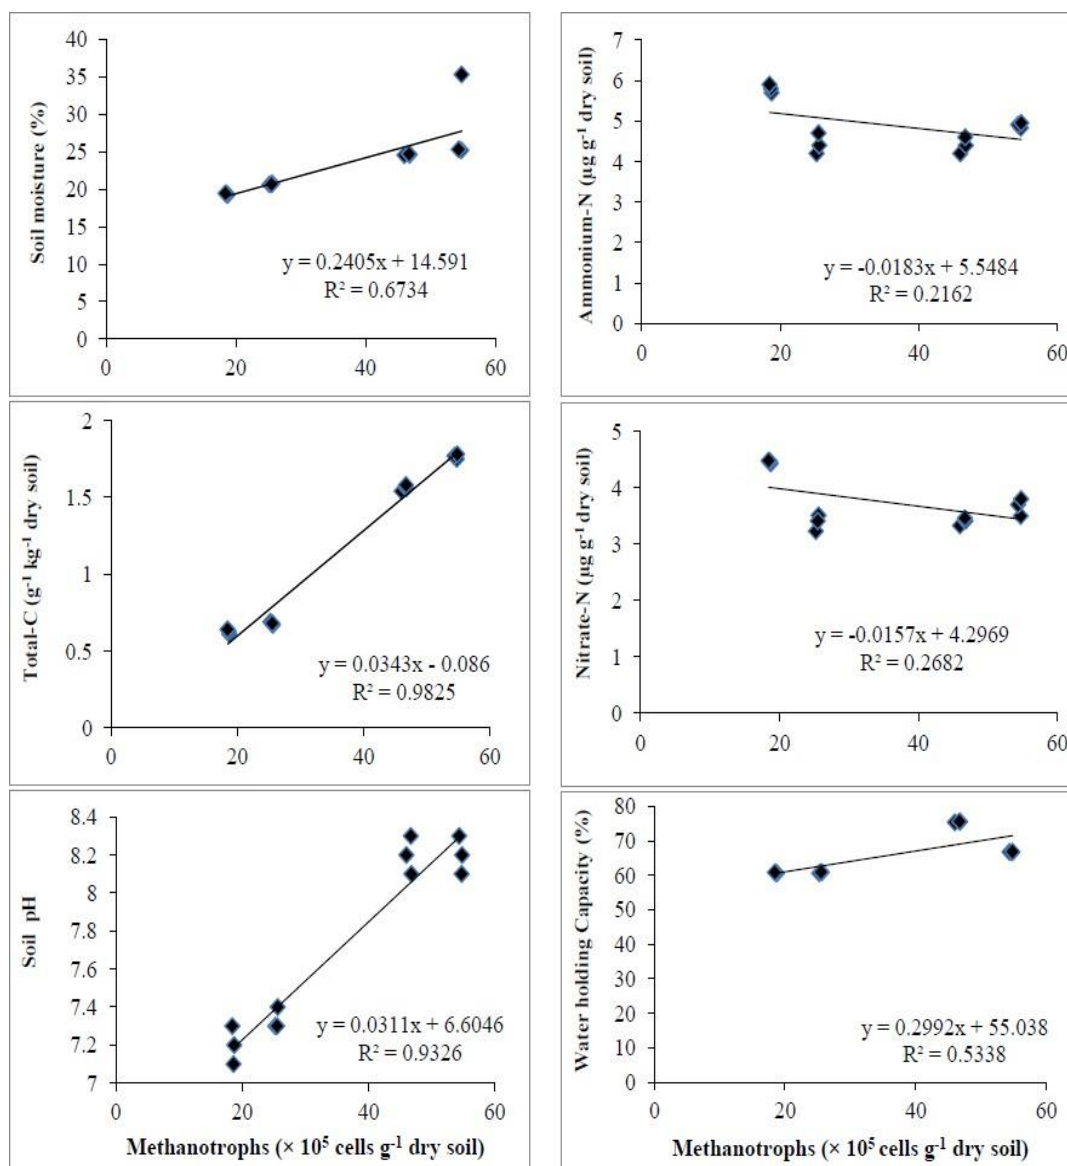 Soil moisture (%)
40
35
30
25
20
15
10
5
0
0 20 40 60
y = 0.2405x + 14.591
R² = 0.6734
Ammonium-N (µg g⁻¹ dry soil)
7
6
5
4
3
2
1
0
0 20 40 60
y = -0.0183x + 5.5484
R² = 0.2162
Total-C (g⁻¹ kg⁻¹ dry soil)
2
1.5
1
0.5
0
0 20 40 60
y = 0.0343x - 0.086
R² = 0.9825
Nitrate-N (µg g⁻¹ dry soil)
5
4
3
2
1
0
0 20 40 60
y = -0.0157x + 4.2969
R² = 0.2682
Soil pH
8.4
8.2
8
7.8
7.6
7.4
7.2
7
0 20 40 60
y = 0.0311x + 6.6046
R² = 0.9326
Methanotrophs (× 10⁵ cells g⁻¹ dry soil)
Water holding Capacity (%)
80
70
60
50
40
30
20
10
0
0 20 40 60
y = 0.2992x + 55.038
R² = 0.5338
Methanotrophs (× 10⁵ cells g⁻¹ dry soil)